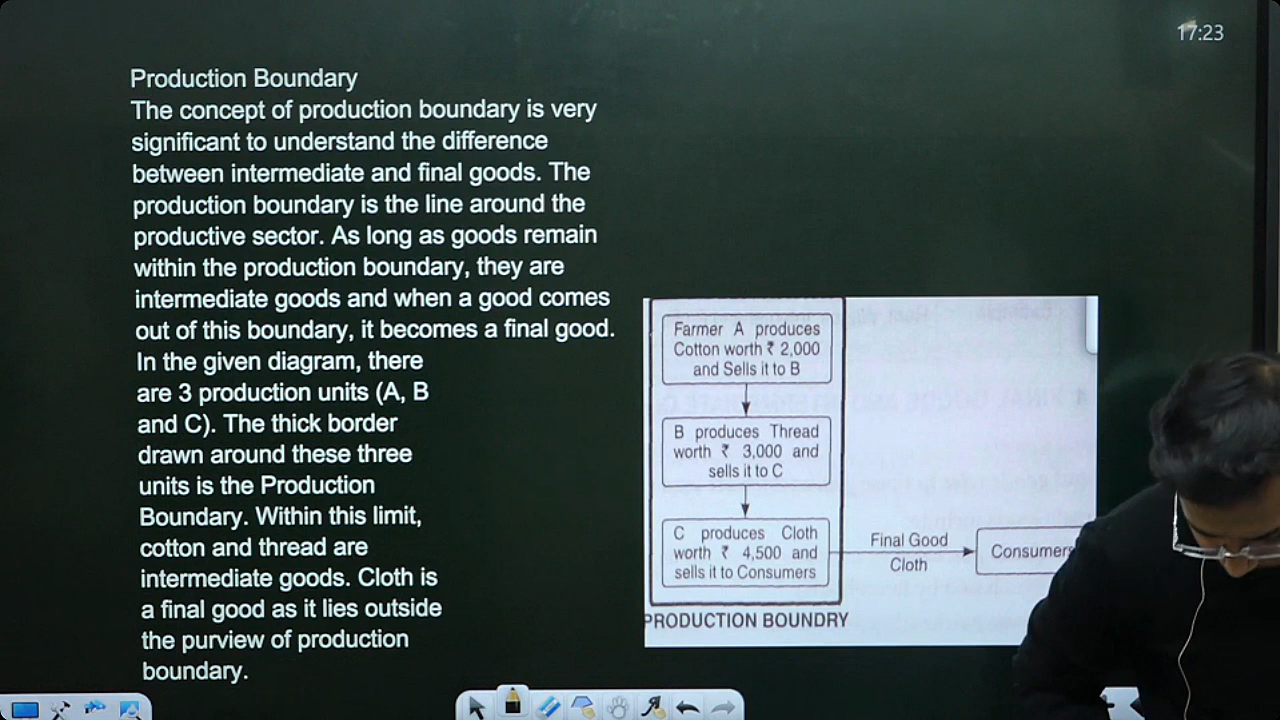 17:23
Production Boundary
The concept of production boundary is very
significant to understand the difference
between intermediate and final goods. The
production boundary is the line around the
productive sector. As long as goods remain
within the production boundary, they are
intermediate goods and when a good comes
out of this boundary, it becomes a final good.
In the given diagram, there
are 3 production units (A, B
and C). The thick border
drawn around these three
units is the Production
Boundary. Within this limit,
cotton and thread are
intermediate goods. Cloth is
a final good as it lies outside
the purview of production
boundary.
Farmer A produces
Cotton worth ₹ 2,000
and Sells it to B
B produces Thread
worth ₹ 3,000 and
sells it to C
C produces Cloth
worth ₹ 4,500 and
sells it to Consumers
Final Good
Cloth
Consumers
PRODUCTION BOUNDRY